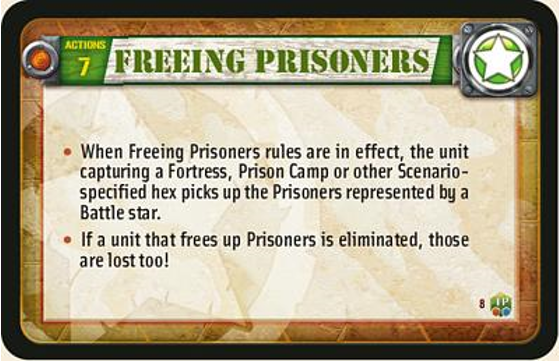 ACTIONS
7
FREEING PRISONERS
• When Freeing Prisoners rules are in effect, the unit
capturing a Fortress, Prison Camp or other Scenario-
specified hex picks up the Prisoners represented by a
Battle star.
• If a unit that frees up Prisoners is eliminated, those
are lost too!
8